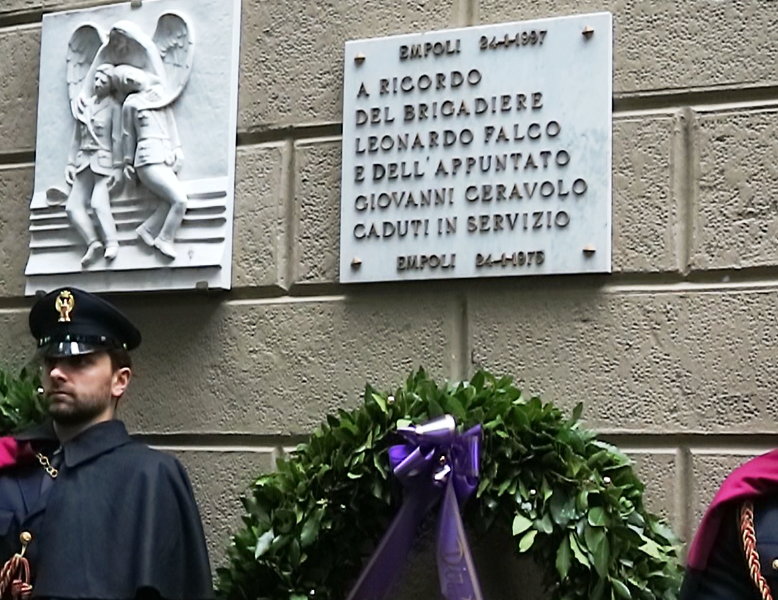 EMPOLI 24-1-1997
A RICORDO
DEL BRIGADIERE
LEONARDO FALCO
E DELL'APPUNTATO
GIOVANNI CERAVOLO
CADUTI IN SERVIZIO
EMPOLI 24-1-1975